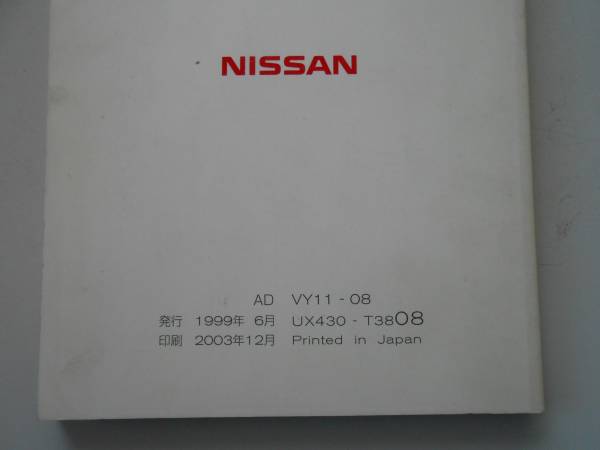 NISSAN
AD VY11 - 08
発行 1999年 6月 UX430 - T3808
印刷 2003年12月 Printed in Japan